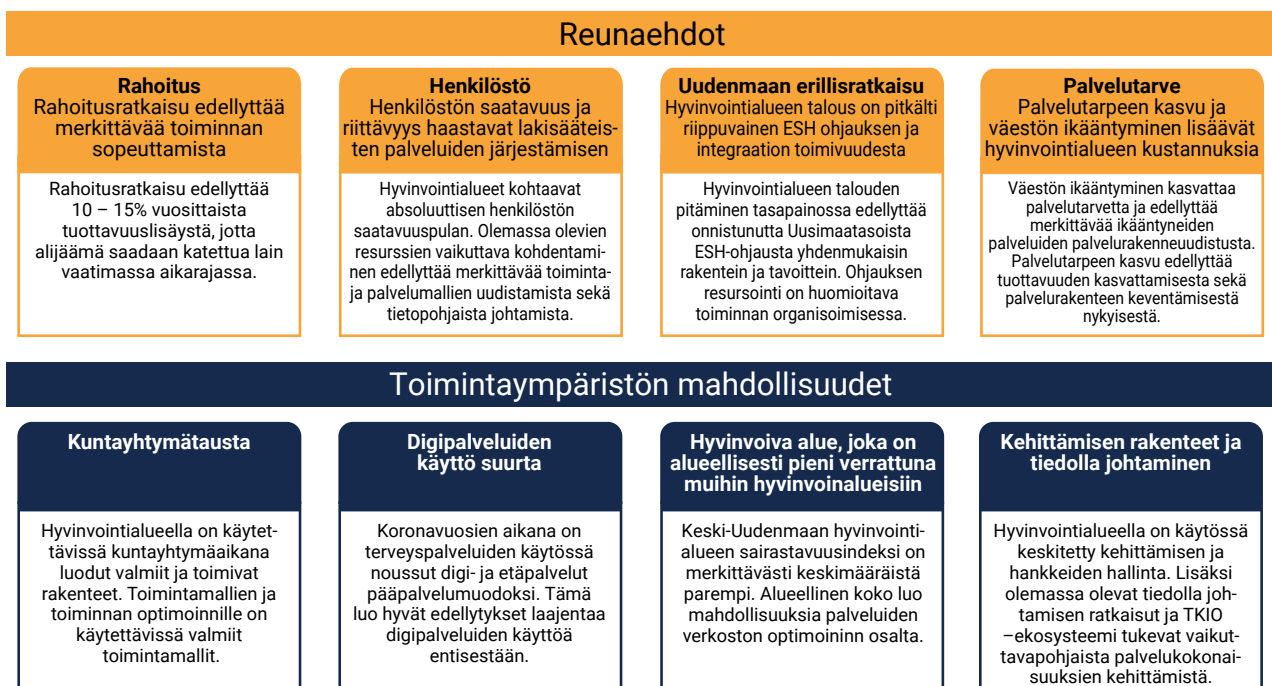 Reunaehdot
Rahoitus
Rahoitusratkaisu edellyttää
merkittävää toiminnan
sopeuttamista
Rahoitusratkaisu edellyttää
10 – 15% vuosittaista
tuottavuuslisäystä, jotta
alijäämä saadaan katettua lain
vaatimassa aikarajassa.
Henkilöstö
Henkilöstön saatavuus ja
riittävyys haastavat lakisääteis-
ten palveluiden järjestämisen
Hyvinvointialueet kohtaavat
absoluuttisen henkilöstön
saatavuuspulan. Olemassa olevien
resurssien vaikuttava kohdentami-
nen edellyttää merkittävää toiminta-
ja palvelumallien uudistamista sekä
tietopohjaista johtamista.
Uudenmaan erillisratkaisu
Hyvinvointialueen talous on pitkälti
riippuvainen ESH ohjauksen ja
integraation toimivuudesta
Hyvinvointialueen talouden
pitäminen tasapainossa edellyttää
onnistunutta Uusimaatasoista
ESH-ohjausta yhdenmukaisin
rakentein ja tavoittein. Ohjauksen
resursointi on huomioitava
toiminnan organisoimisessa.
Palvelutarve
Palvelutarpeen kasvu ja
väestön ikääntyminen lisäävät
hyvinvointialueen kustannuksia
Väestön ikääntyminen kasvattaa
palvelutarvetta ja edellyttää
merkittävää ikääntyneiden
palveluiden palvelurakenneuudistusta.
Palvelutarpeen kasvu edellyttää
tuottavuuden kasvattamisesta sekä
palvelurakenteen keventämisestä
nykyisestä.
Toimintaympäristön mahdollisuudet
Kuntayhtymätausta
Hyvinvointialueella on käytet-
tävissä kuntayhtymäaikana
luodut valmiit ja toimivat
rakenteet. Toimintamallien ja
toiminnan optimoinnille on
käytettävissä valmiit
toimintamallit.
Digipalveluiden
käyttö suurta
Koronavuosien aikana on
terveyspalveluiden käytössä
noussut digi- ja etäpalvelut
pääpalvelumuodoksi. Tämä
luo hyvät edellytykset laajentaa
digipalveluiden käyttöä
entisestään.
Hyvinvoiva alue, joka on
alueellisesti pieni verrattuna
muihin hyvinvoinalueisiin
Keski-Uudenmaan hyvinvointi-
alueen sairastavuusindeksi on
merkittävästi keskimääräistä
parempi. Alueellinen koko luo
mahdollisuuksia palveluiden
verkoston optimoininn osalta.
Kehittämisen rakenteet ja
tiedolla johtaminen
Hyvinvointialueella on käytössä
keskitetty kehittämisen ja
hankkeiden hallinta. Lisäksi
olemassa olevat tiedolla joh-
tamisen ratkaisut ja TKIO
–ekosysteemi tukevat vaikut-
tavapohjaista palvelukokonai-
suuksien kehittämistä.